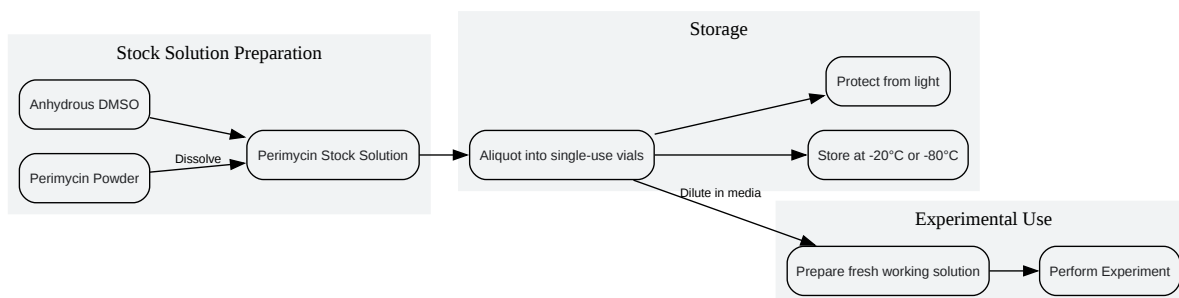 Stock Solution Preparation
Anhydrous DMSO
Perimycin Powder
Dissolve
Perimycin Stock Solution
Storage
Aliquot into single-use vials
Protect from light
Store at -20°C or -80°C
Dilute in media
Experimental Use
Prepare fresh working solution
Perform Experiment